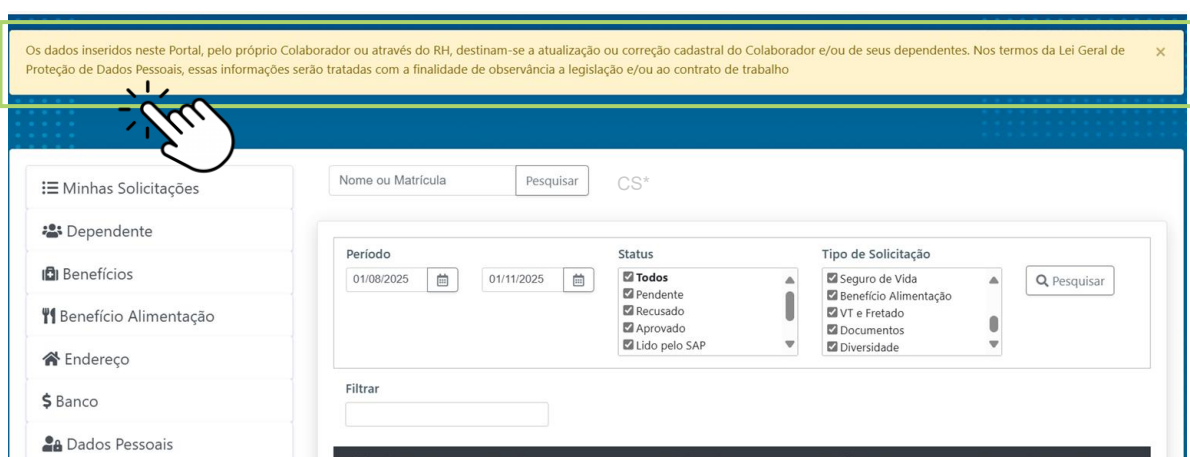 Os dados inseridos neste Portal, pelo próprio Colaborador ou através do RH, destinam-se a atualização ou correção cadastral do Colaborador e/ou de seus dependentes. Nos termos da Lei Geral de
Proteção de Dados Pessoais, essas informações serão tratadas com a finalidade de observância a legislação e/ou ao contrato de trabalho
×
Minhas Solicitações
Dependente
Benefícios
Benefício Alimentação
Endereço
$ Banco
Dados Pessoais
Nome ou Matrícula
Pesquisar
CS*
Período
01/08/2025
01/11/2025
Status
Todos
Pendente
Recusado
Aprovado
Lido pelo SAP
Tipo de Solicitação
Seguro de Vida
Benefício Alimentação
VT e Fretado
Documentos
Diversidade
Pesquisar
Filtrar